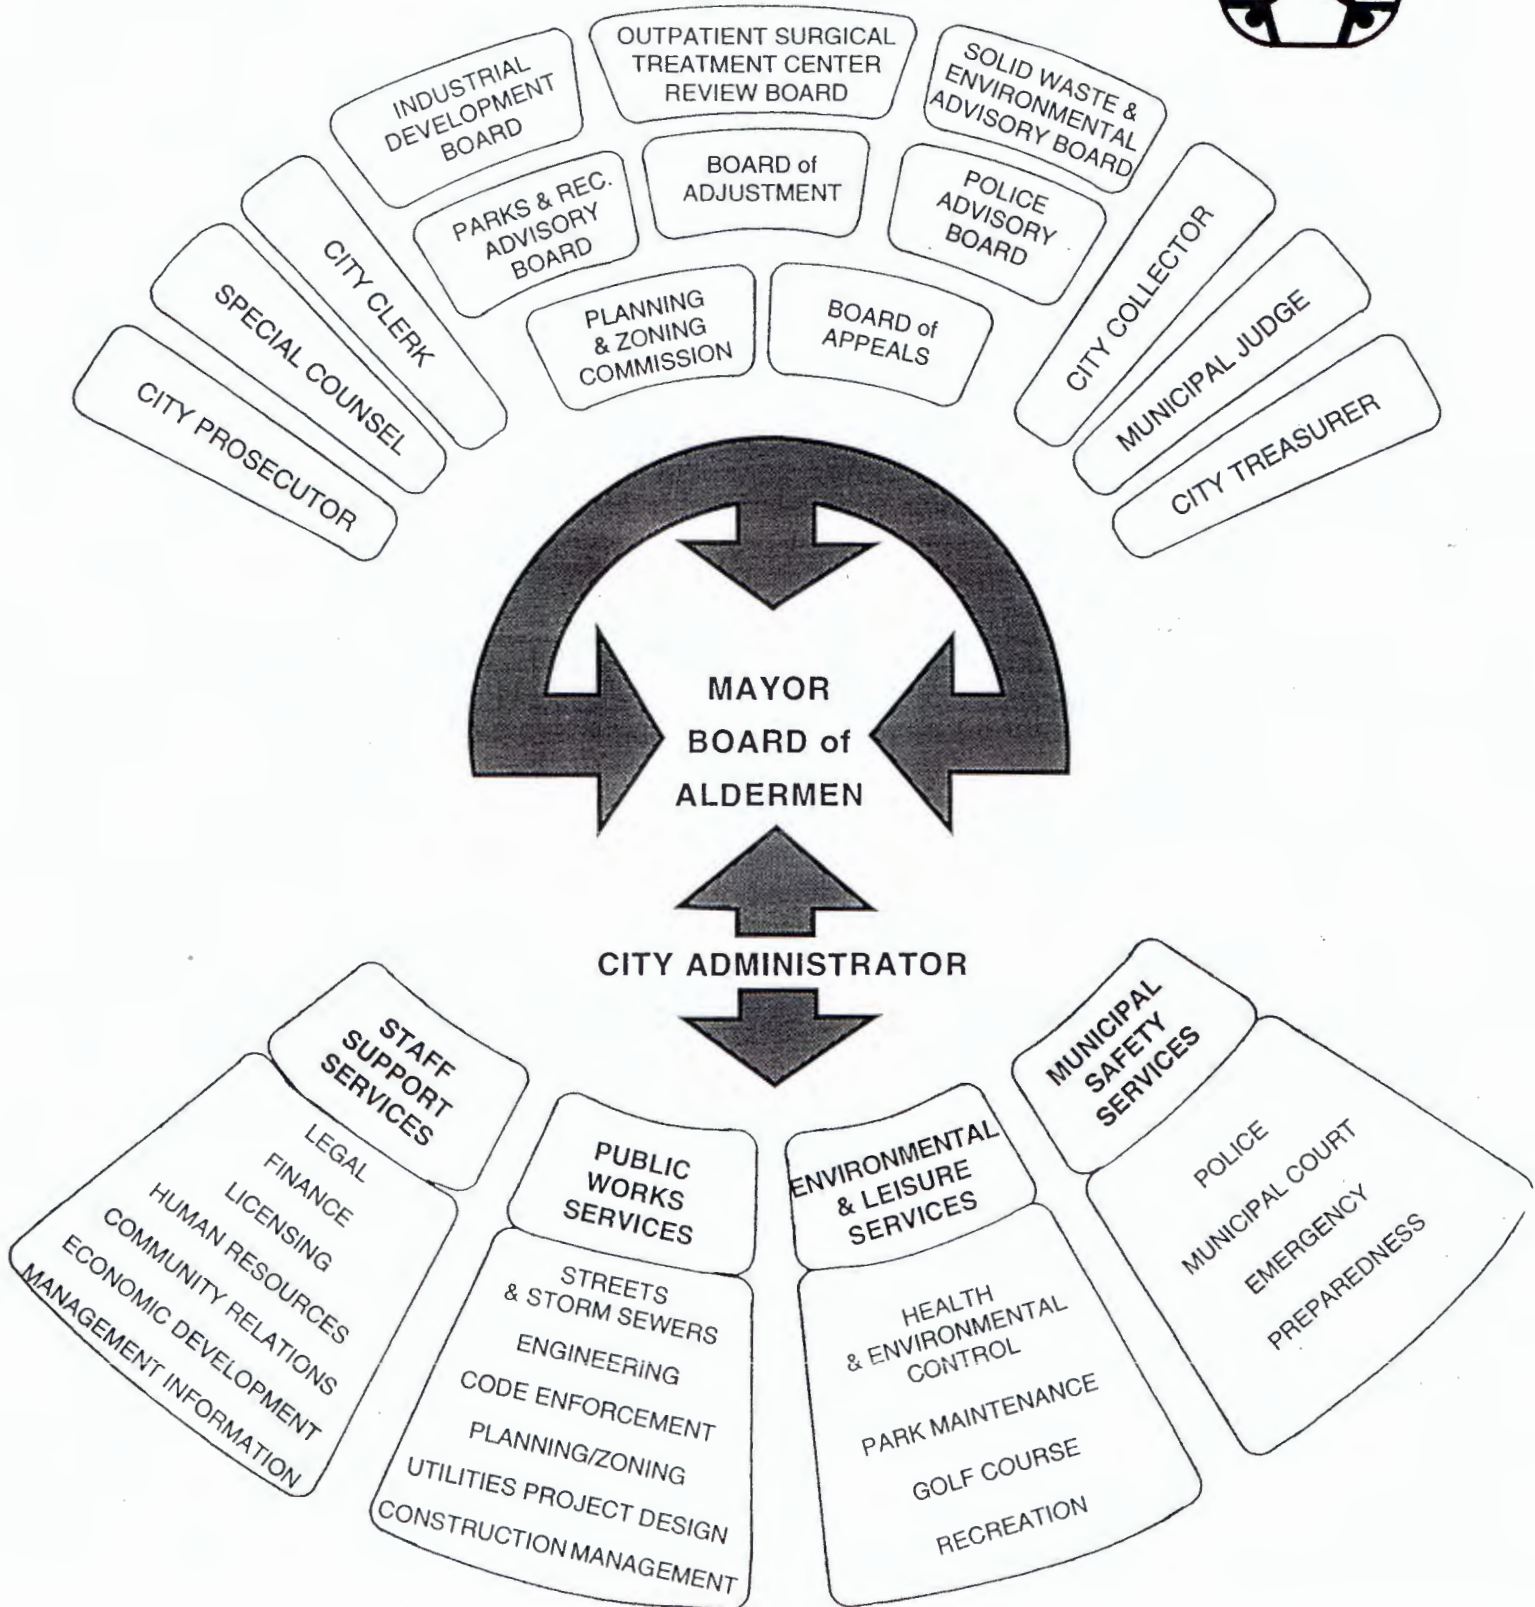 INDUSTRIAL
DEVELOPMENT
BOARD
OUTPATIENT SURGICAL
TREATMENT CENTER
REVIEW BOARD
SOLID WASTE &
ENVIRONMENTAL
ADVISORY BOARD
PARKS & REC.
ADVISORY
BOARD
BOARD of
ADJUSTMENT
POLICE
ADVISORY
BOARD
PLANNING
& ZONING
COMMISSION
BOARD of
APPEALS
CITY PROSECUTOR
SPECIAL COUNSEL
CITY CLERK
CITY COLLECTOR
MUNICIPAL JUDGE
CITY TREASURER
MAYOR
BOARD of
ALDERMEN
CITY ADMINISTRATOR
STAFF
SUPPORT
SERVICES
LEGAL
FINANCE
LICENSING
HUMAN RESOURCES
COMMUNITY RELATIONS
ECONOMIC DEVELOPMENT
MANAGEMENT INFORMATION
PUBLIC
WORKS
SERVICES
STREETS
& STORM SEWERS
ENGINEERING
CODE ENFORCEMENT
PLANNING/ZONING
UTILITIES PROJECT DESIGN
CONSTRUCTION MANAGEMENT
ENVIRONMENTAL
& LEISURE
SERVICES
HEALTH
& ENVIRONMENTAL
CONTROL
PARK MAINTENANCE
GOLF COURSE
RECREATION
MUNICIPAL
SAFETY
SERVICES
POLICE
MUNICIPAL COURT
EMERGENCY
PREPAREDNESS